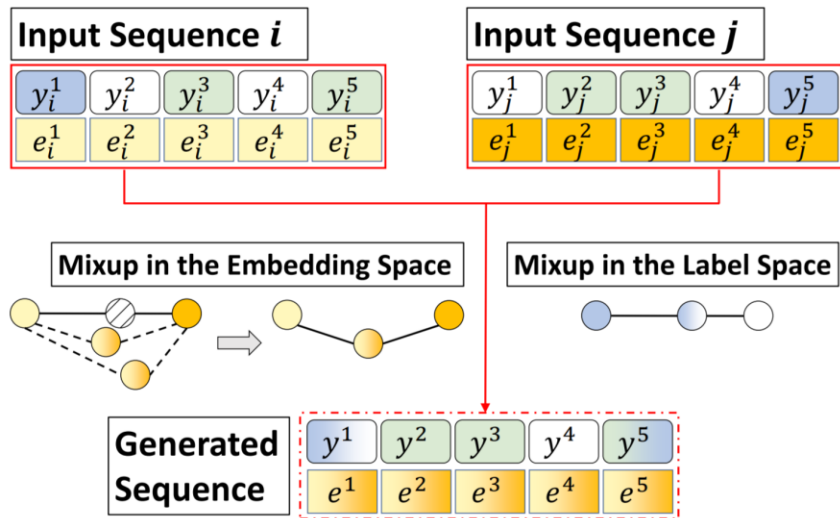 Input Sequence i
Input Sequence j
y_i^1 y_i^2 y_i^3 y_i^4 y_i^5
e_i^1 e_i^2 e_i^3 e_i^4 e_i^5
y_j^1 y_j^2 y_j^3 y_j^4 y_j^5
e_j^1 e_j^2 e_j^3 e_j^4 e_j^5
Mixup in the Embedding Space
Mixup in the Label Space
Generated
Sequence
y^1 y^2 y^3 y^4 y^5
e^1 e^2 e^3 e^4 e^5